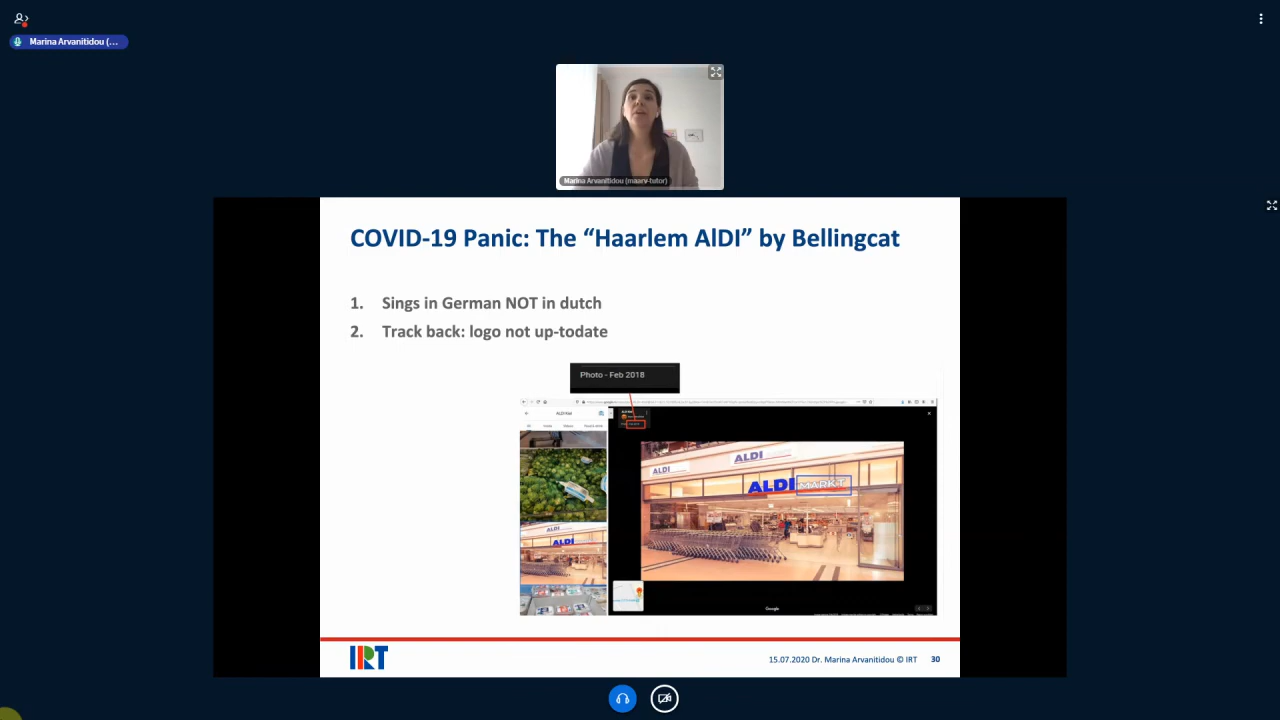 Marina Arvanitidou (...
Marina Arvanitidou (maarv-tutor)
COVID-19 Panic: The “Haarlem AlDI” by Bellingcat
1. Sings in German NOT in dutch
2. Track back: logo not up-todate
Photo - Feb 2018
ALDI
ALDI
ALDI MARKT
ALDI
ALDI
Google
IRT
15.07.2020 Dr. Marina Arvanitidou © IRT 30